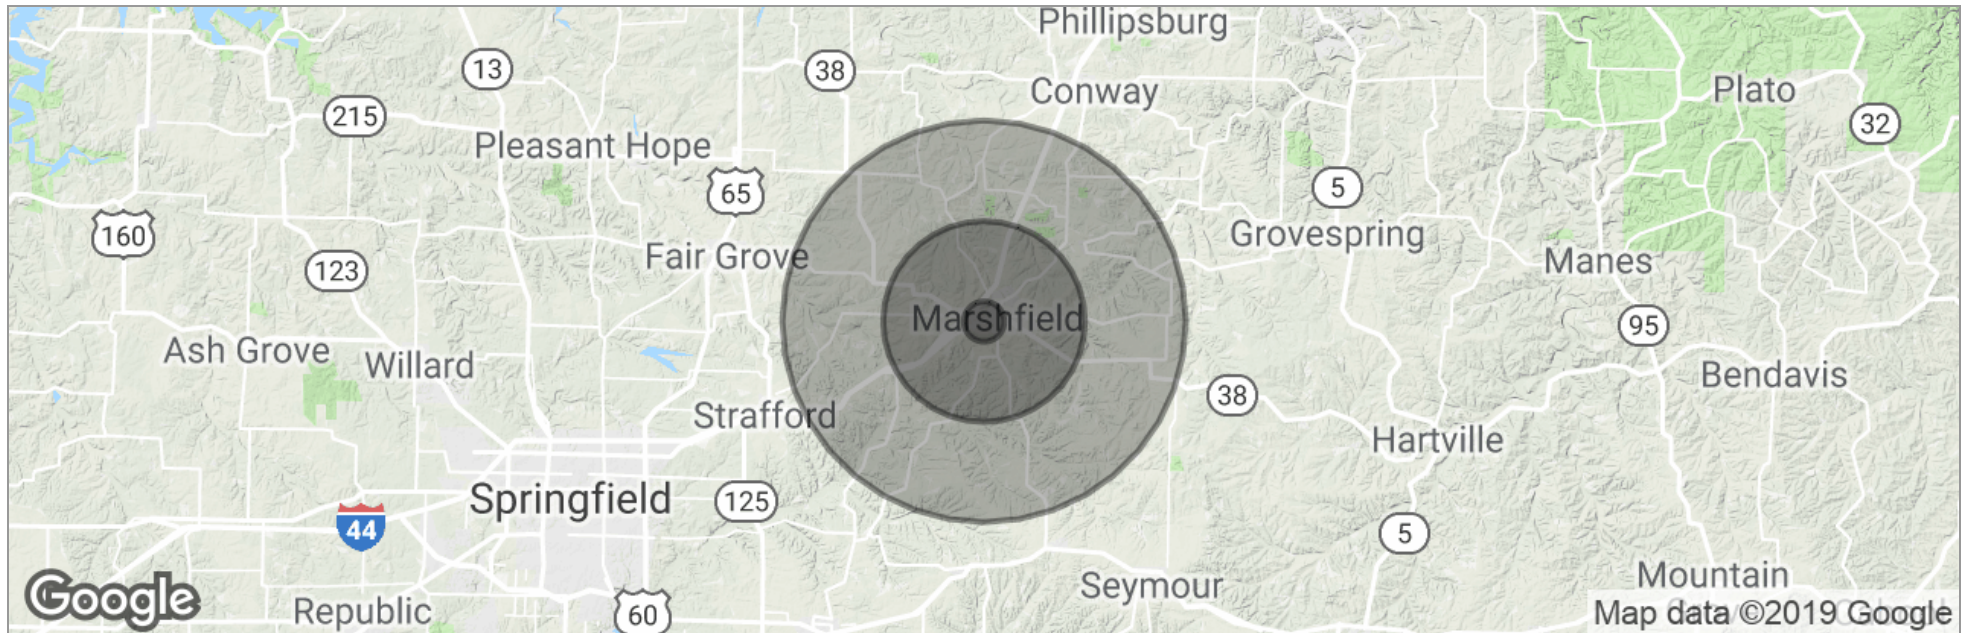 Phillipsburg
13
38
Conway
Plato
215
32
Pleasant Hope
65
5
160
Grovespring
Fair Grove
Manes
123
Marshfield
95
Ash Grove
Willard
Bendavis
38
Strafford
Hartville
Springfield
125
44
5
Mountain
Seymour
Google
Republic
60
Map data ©2019 Google